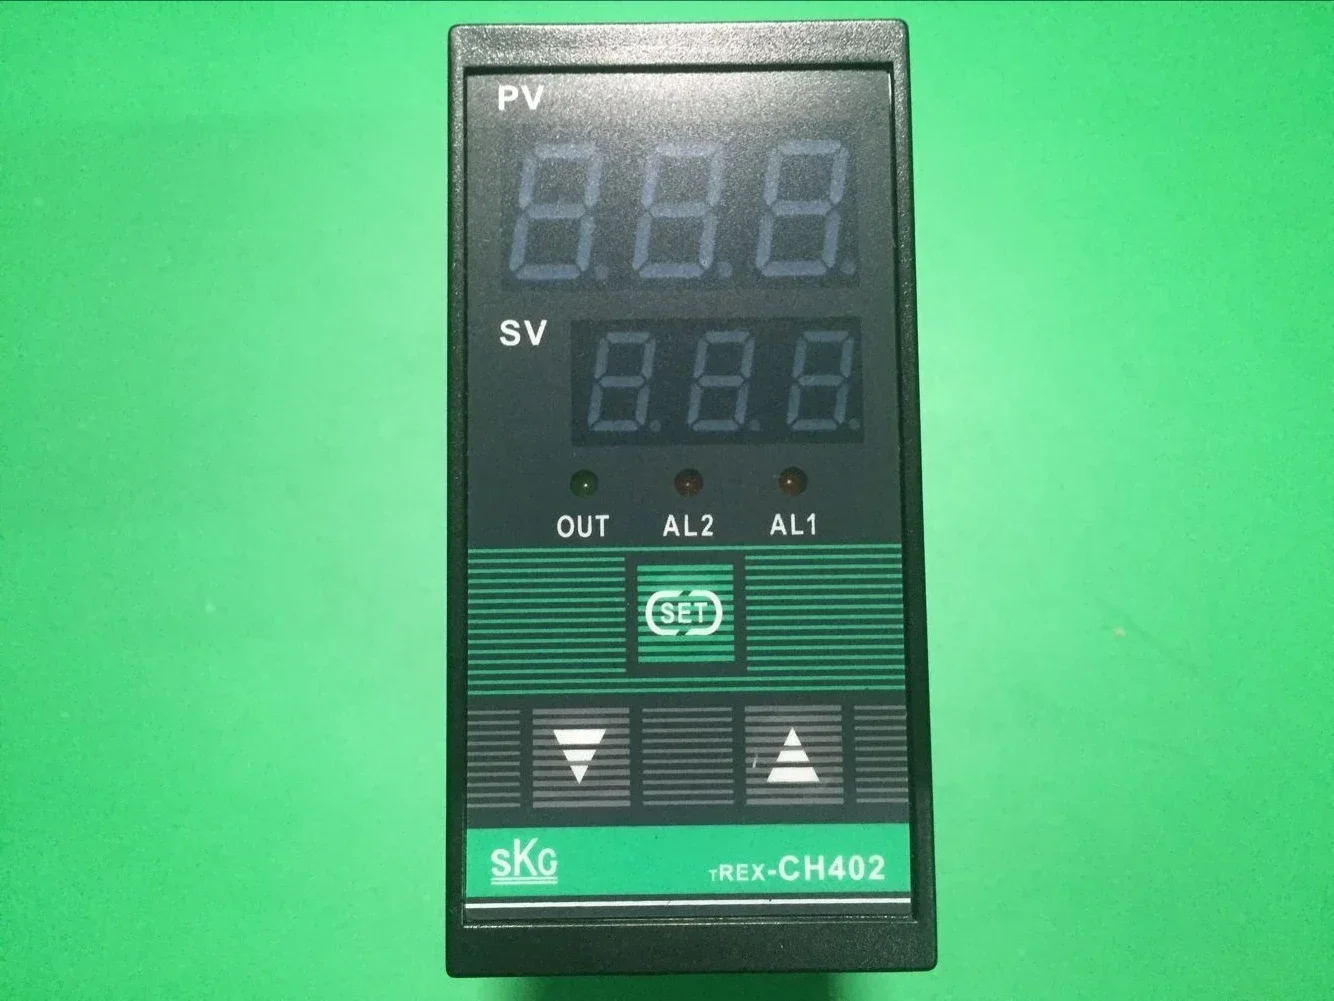 PV
SV
OUT AL2 AL1
SET
SKG TREX-CH402